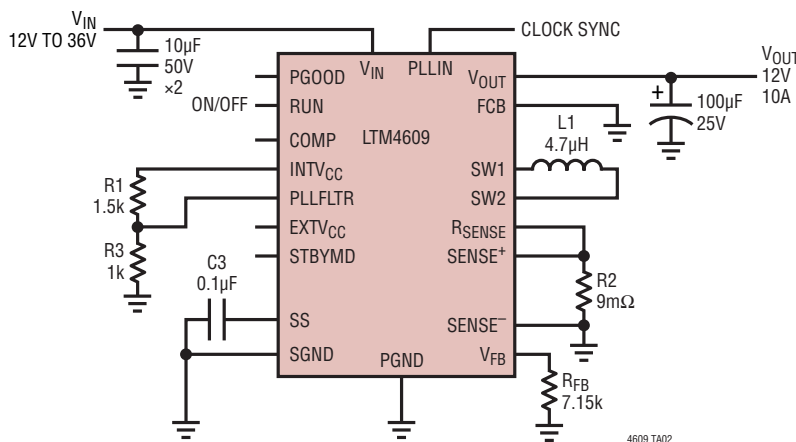 VIN
12V TO 36V
10µF
50V
×2
CLOCK SYNC
VIN
PLLIN
PGOOD
ON/OFF
RUN
COMP
INTVCC
PLLFLTR
EXTVCC
STBYMD
SS
SGND
PGND
LTM4609
VOUT
FCB
SW1
SW2
RSENSE
SENSE+
SENSE–
VFB
R1
1.5k
R3
1k
C3
0.1µF
L1
4.7µH
R2
9mΩ
RFB
7.15k
+
100µF
25V
VOUT
12V
10A
4609 TA02